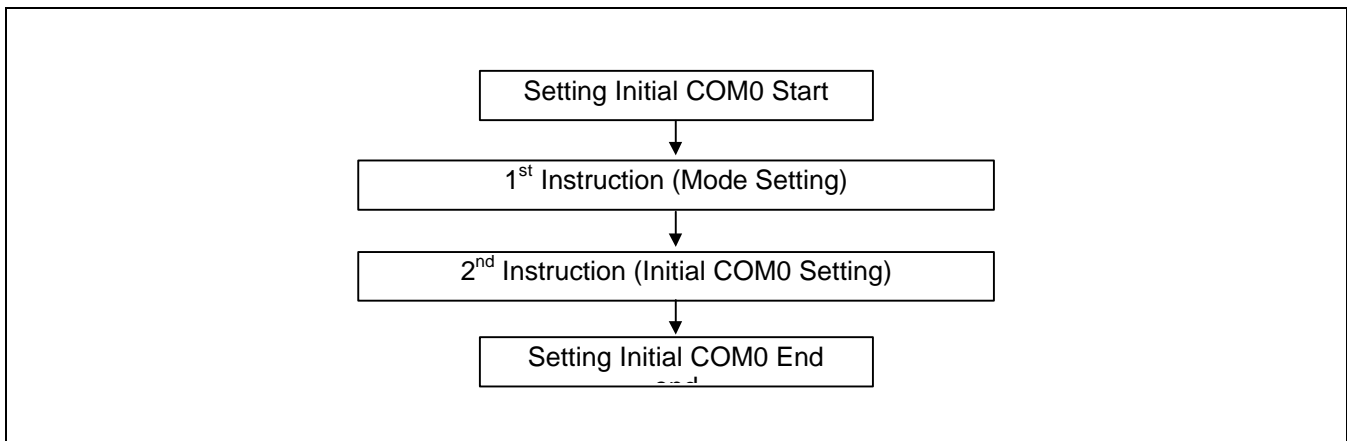 Setting Initial COM0 Start
1st Instruction (Mode Setting)
2nd Instruction (Initial COM0 Setting)
Setting Initial COM0 End